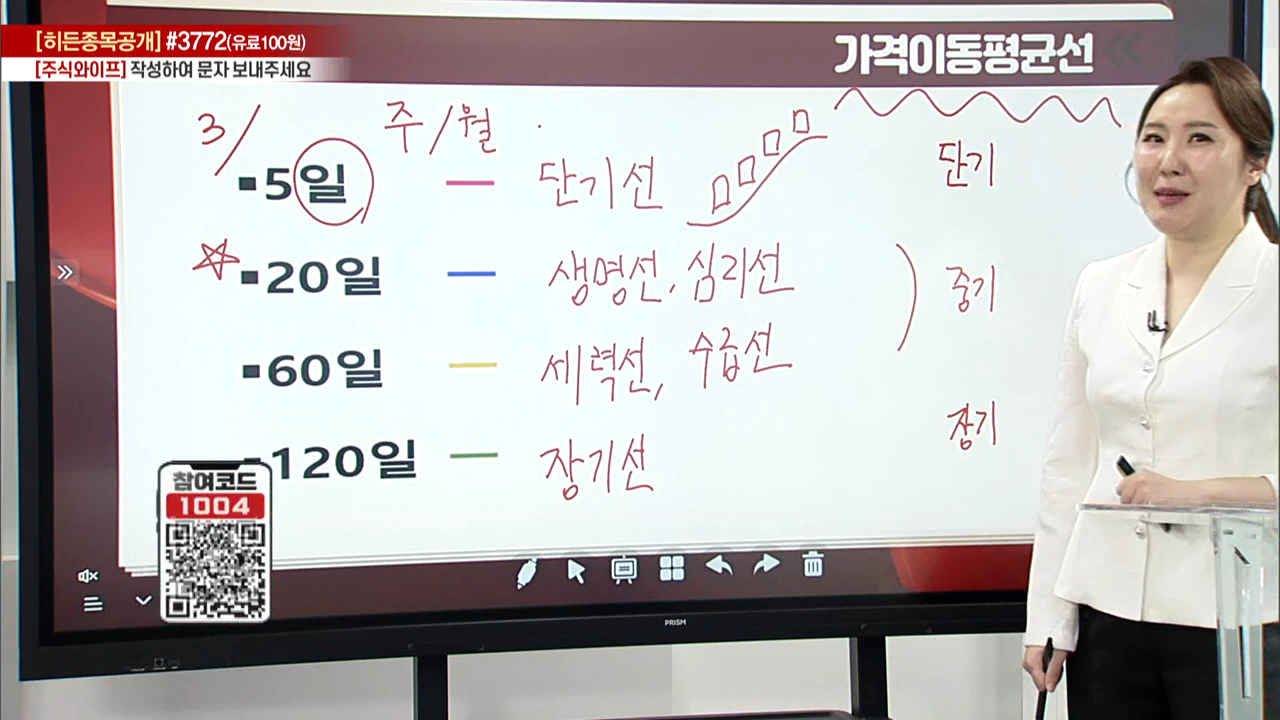 [히든종목공개] #3772(유료100원)
[주식와이프] 작성하여 문자 보내주세요
가격이동평균선
3/ 주/월
5일 단기선 단기
20일 생명선, 심리선 중기
60일 세력선, 수급선
120일 장기선 장기
참여코드
1004
PRISM